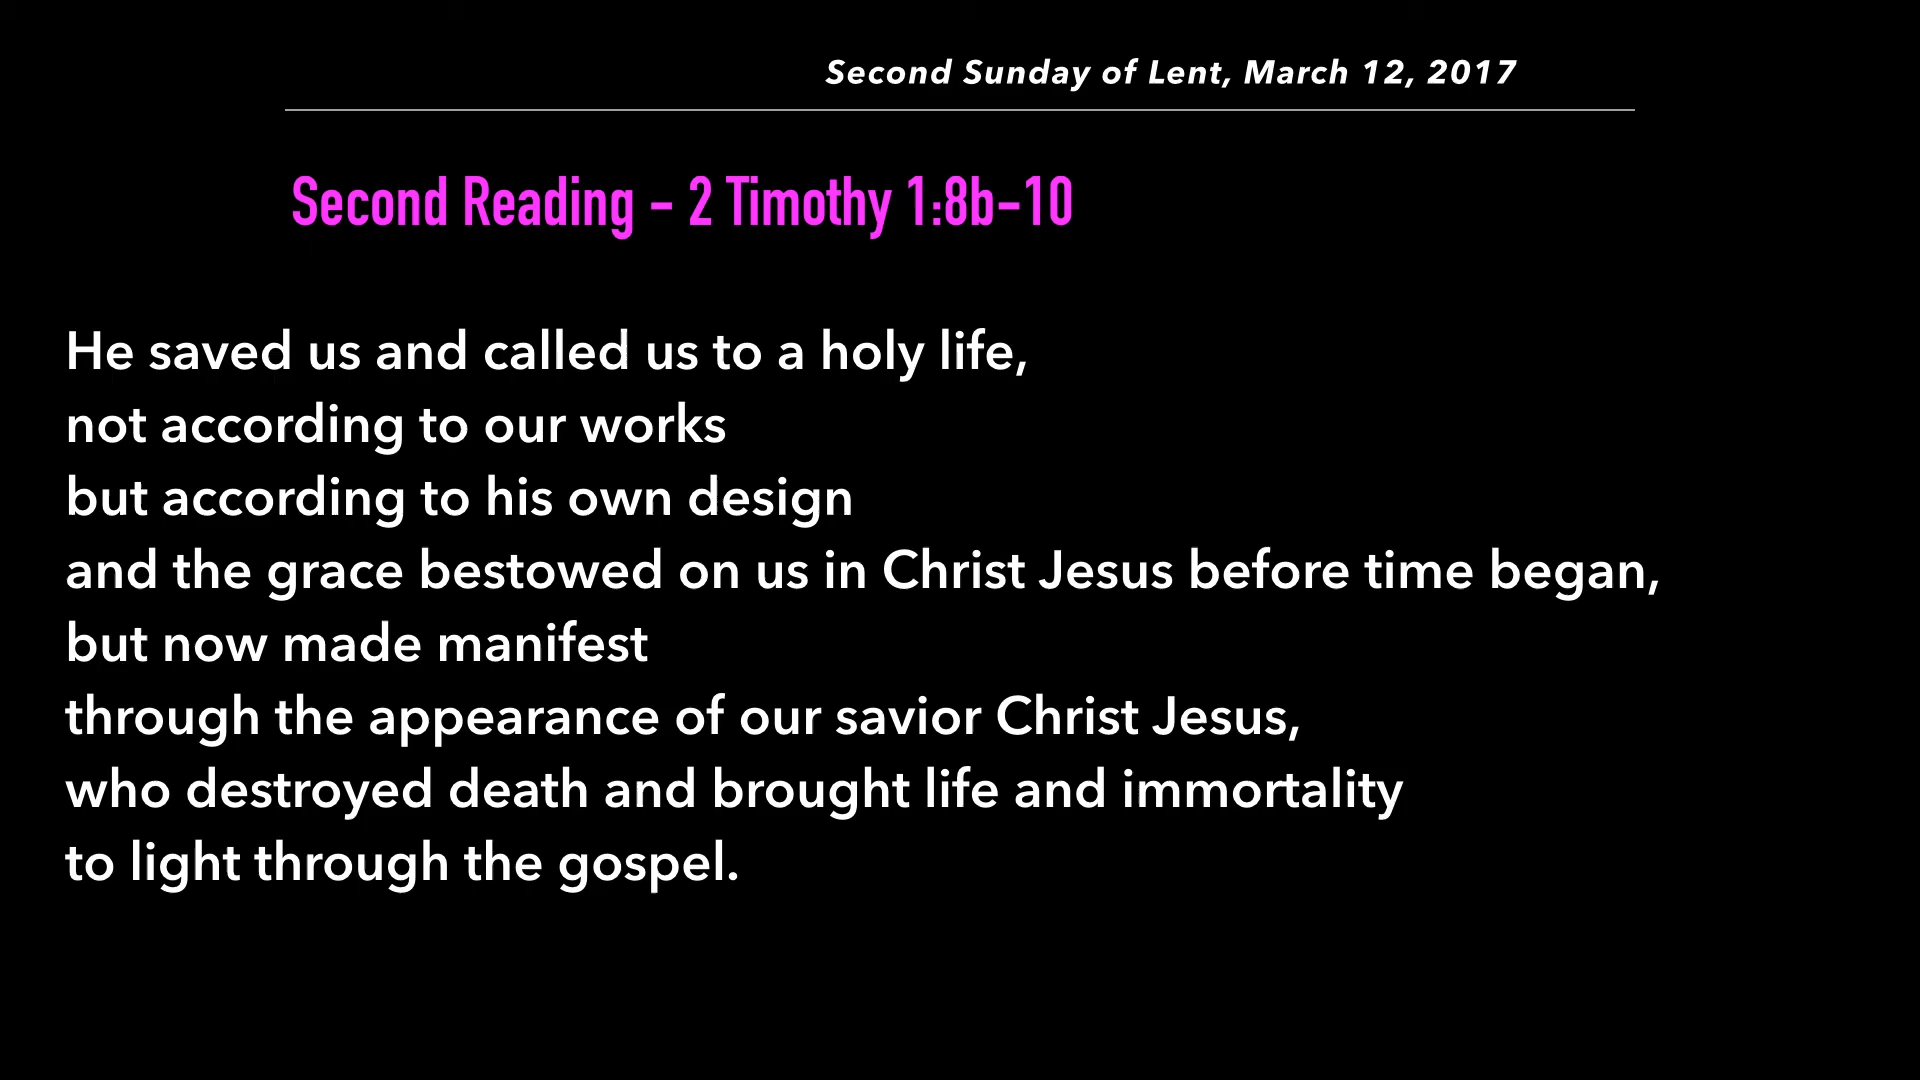 Second Sunday of Lent, March 12, 2017
Second Reading – 2 Timothy 1:8b–10
He saved us and called us to a holy life,
not according to our works
but according to his own design
and the grace bestowed on us in Christ Jesus before time began,
but now made manifest
through the appearance of our savior Christ Jesus,
who destroyed death and brought life and immortality
to light through the gospel.